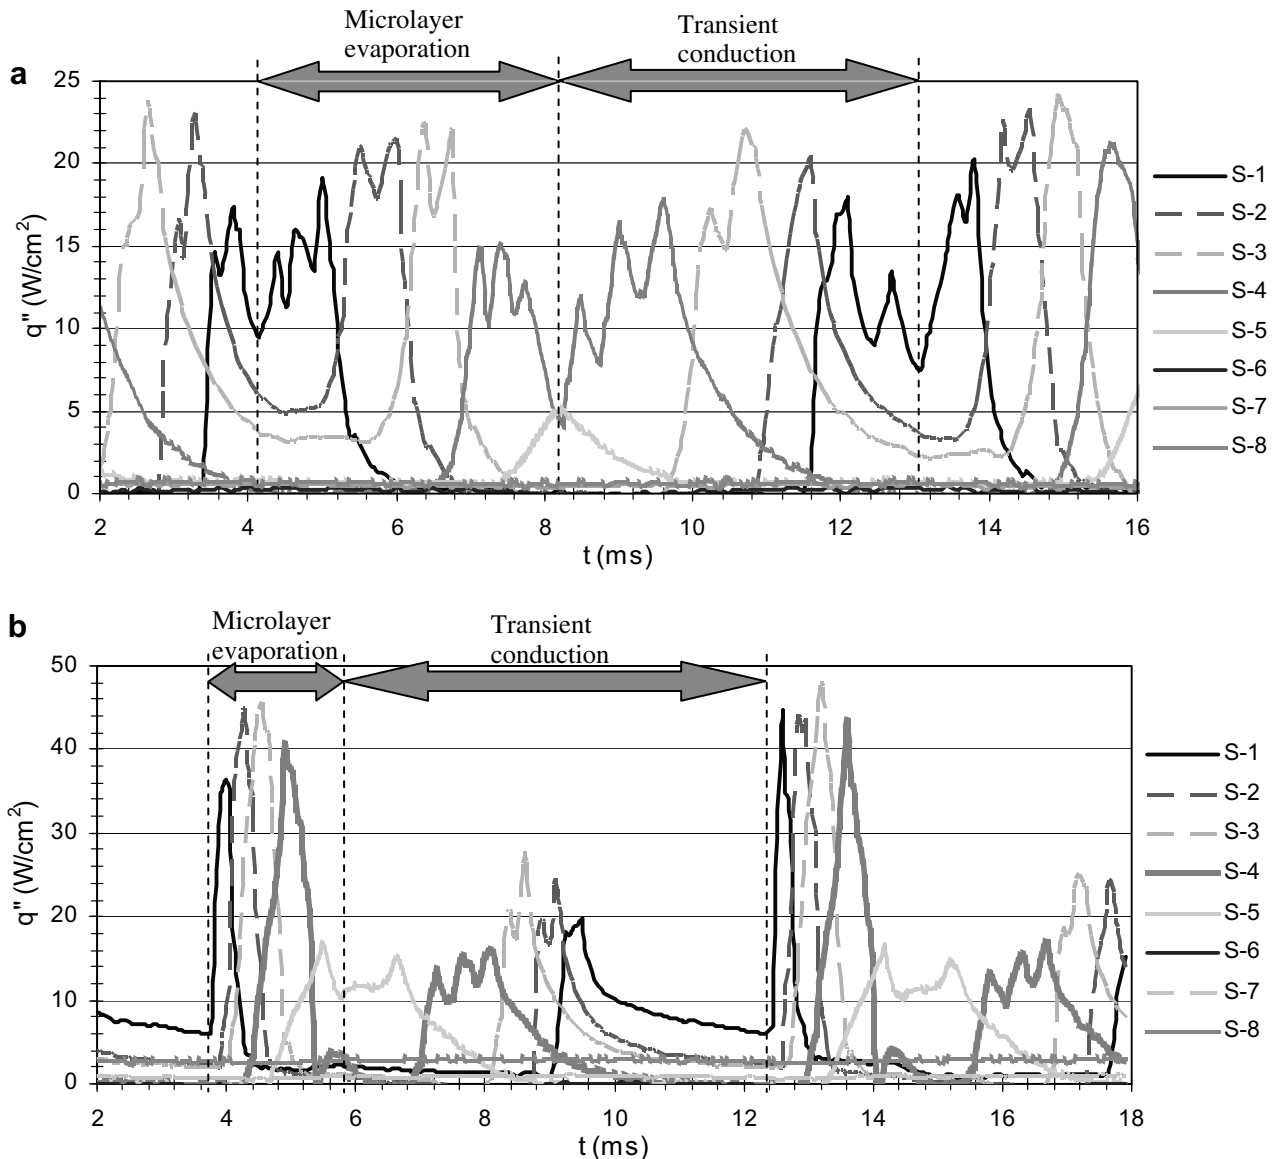 Microlayer
evaporation
Transient
conduction
a
25
20
15
10
5
0
q" (W/cm²)
2 4 6 8 10 12 14 16
t (ms)
S-1
S-2
S-3
S-4
S-5
S-6
S-7
S-8
b
Microlayer
evaporation
Transient
conduction
50
40
30
20
10
0
q" (W/cm²)
2 4 6 8 10 12 14 16 18
t (ms)
S-1
S-2
S-3
S-4
S-5
S-6
S-7
S-8